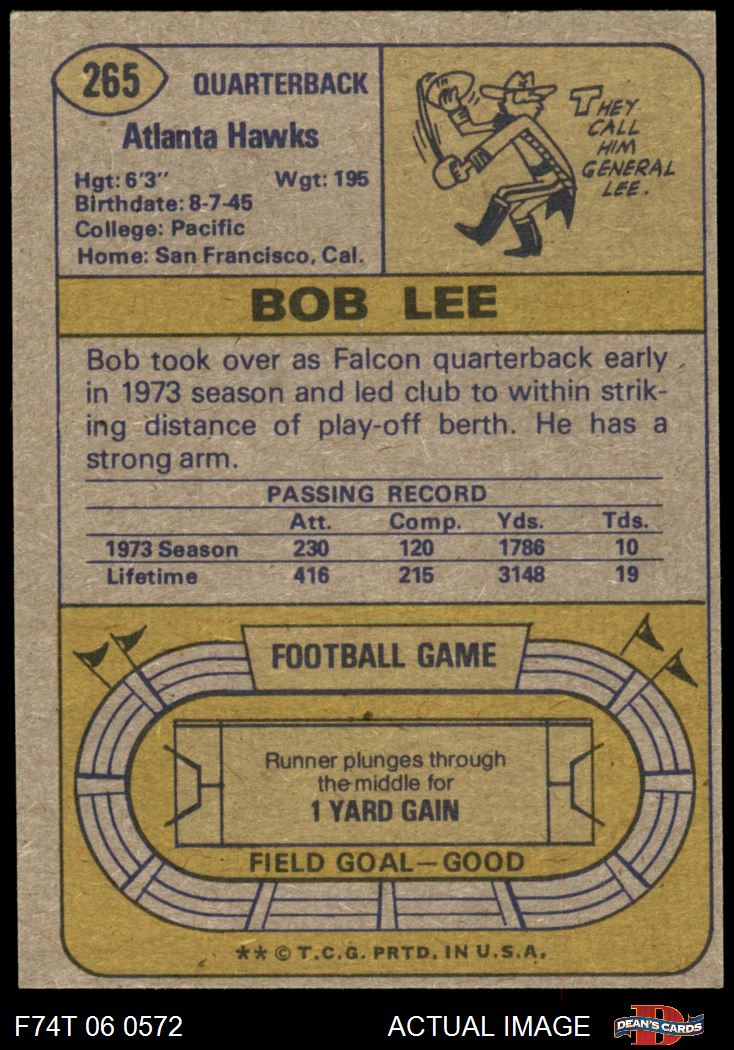 265
QUARTERBACK
Atlanta Hawks
Hgt: 6'3" Wgt: 195
Birthdate: 8-7-45
College: Pacific
Home: San Francisco, Cal.
THEY
CALL
HIM
GENERAL
LEE.
BOB LEE
Bob took over as Falcon quarterback early
in 1973 season and led club to within strik-
ing distance of play-off berth. He has a
strong arm.
PASSING RECORD
Att. Comp. Yds. Tds.
1973 Season 230 120 1786 10
Lifetime 416 215 3148 19
FOOTBALL GAME
Runner plunges through
the middle for
1 YARD GAIN
FIELD GOAL—GOOD
** © T.C.G. PRTD. IN U.S.A.
F74T 06 0572 ACTUAL IMAGE D DEAN'S CARDS